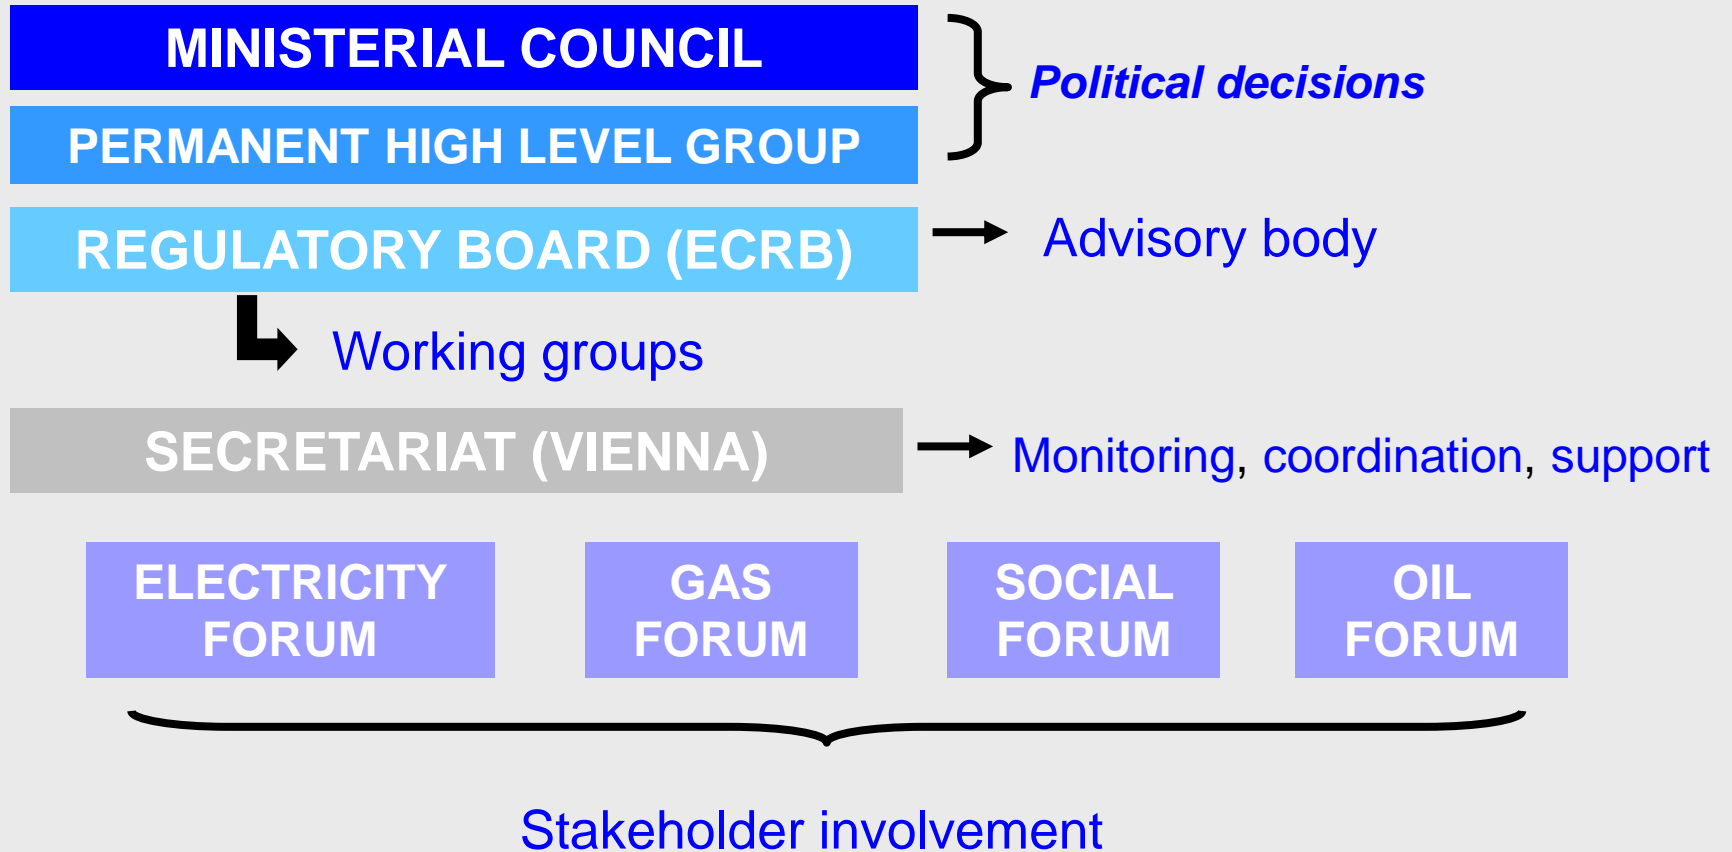 MINISTERIAL COUNCIL
Political decisions
PERMANENT HIGH LEVEL GROUP
REGULATORY BOARD (ECRB)
Advisory body
Working groups
SECRETARIAT (VIENNA)
Monitoring, coordination, support
ELECTRICITY
FORUM
GAS
FORUM
SOCIAL
FORUM
OIL
FORUM
Stakeholder involvement